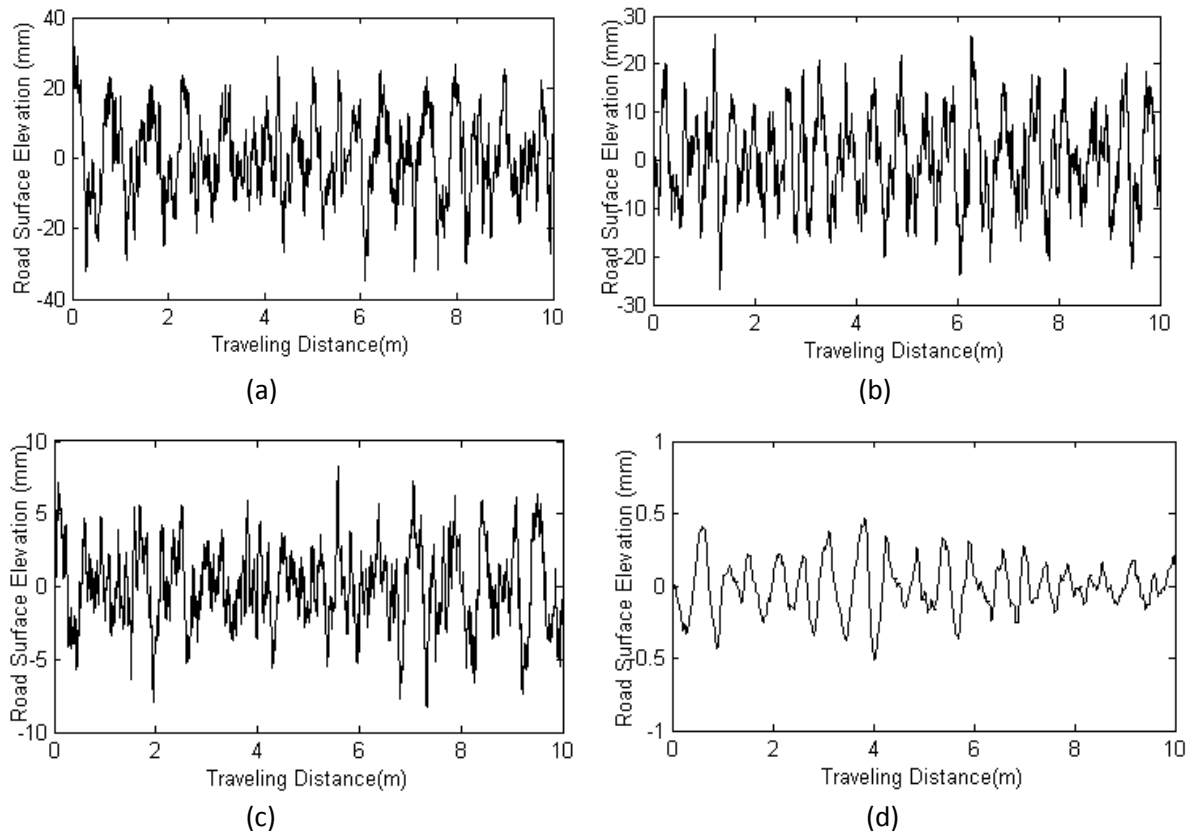 40
20
0
-20
-40
Road Surface Elevation (mm)
0 2 4 6 8 10
Traveling Distance(m)
(a)
30
20
10
0
-10
-20
-30
Road Surface Elevation (mm)
0 2 4 6 8 10
Traveling Distance(m)
(b)
10
5
0
-5
-10
Road Surface Elevation (mm)
0 2 4 6 8 10
Traveling Distance(m)
(c)
1
0.5
0
-0.5
-1
Road Surface Elevation (mm)
0 2 4 6 8 10
Traveling Distance(m)
(d)